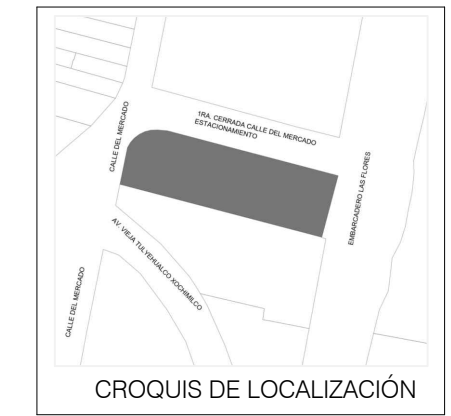 1RA. CERRADA CALLE DEL MERCADO
ESTACIONAMIENTO
CALLE DEL MERCADO
EMBARCADERO LAS FLORES
AV. VIEJA TULYEHUALCO XOCHIMILCO
CALLE DEL MERCADO
CROQUIS DE LOCALIZACIÓN